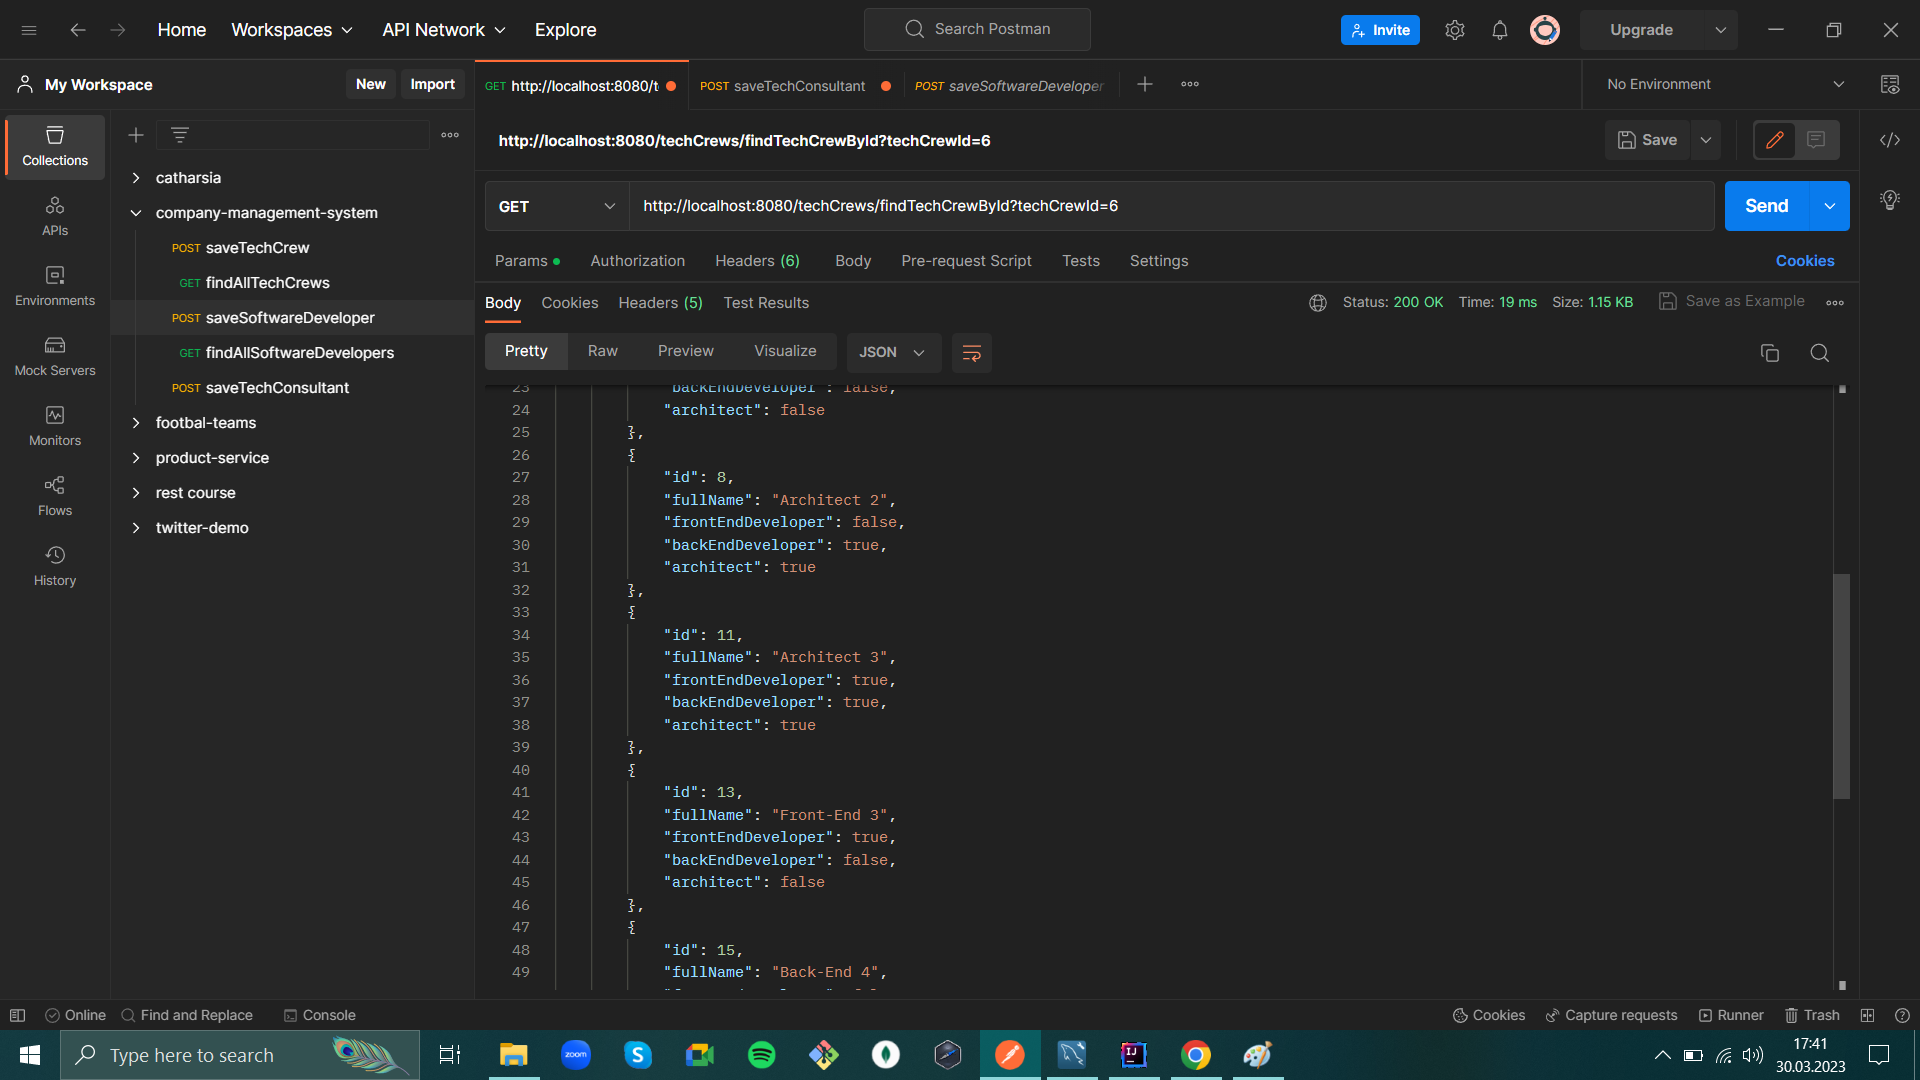 Home
Workspaces
API Network
Explore
Search Postman
Invite
Upgrade
My Workspace
New
Import
GET http://localhost:8080/t
POST saveTechConsultant
POST saveSoftwareDeveloper
No Environment
Collections
APIs
Environments
Mock Servers
Monitors
Flows
History
catharsia
company-management-system
POST saveTechCrew
GET findAllTechCrews
POST saveSoftwareDeveloper
GET findAllSoftwareDevelopers
POST saveTechConsultant
footbal-teams
product-service
rest course
twitter-demo
http://localhost:8080/techCrews/findTechCrewById?techCrewId=6
Save
GET
http://localhost:8080/techCrews/findTechCrewById?techCrewId=6
Send
Params
Authorization
Headers (6)
Body
Pre-request Script
Tests
Settings
Cookies
Body
Cookies
Headers (5)
Test Results
Status: 200 OK
Time: 19 ms
Size: 1.15 KB
Save as Example
Pretty
Raw
Preview
Visualize
JSON
23 "backEndDeveloper": false,
24 "architect": false
25 },
26 {
27 "id": 8,
28 "fullName": "Architect 2",
29 "frontEndDeveloper": false,
30 "backEndDeveloper": true,
31 "architect": true
32 },
33 {
34 "id": 11,
35 "fullName": "Architect 3",
36 "frontEndDeveloper": true,
37 "backEndDeveloper": true,
38 "architect": true
39 },
40 {
41 "id": 13,
42 "fullName": "Front-End 3",
43 "frontEndDeveloper": true,
44 "backEndDeveloper": false,
45 "architect": false
46 },
47 {
48 "id": 15,
49 "fullName": "Back-End 4",
Online
Find and Replace
Console
Cookies
Capture requests
Runner
Trash
Type here to search
zoom
IJ
17:41
30.03.2023